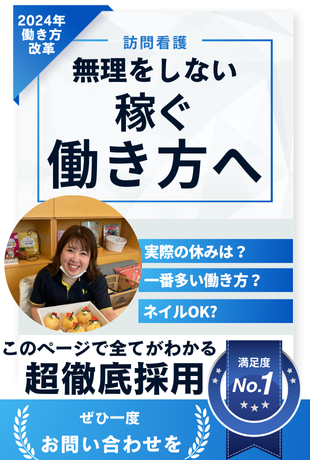 2024年
働き方
改革
訪問看護
無理をしない
稼ぐ
働き方へ
実際の休みは？
一番多い働き方？
ネイルOK?
このページで全てがわかる
超徹底採用
満足度
No.1
ぜひ一度
お問い合わせを